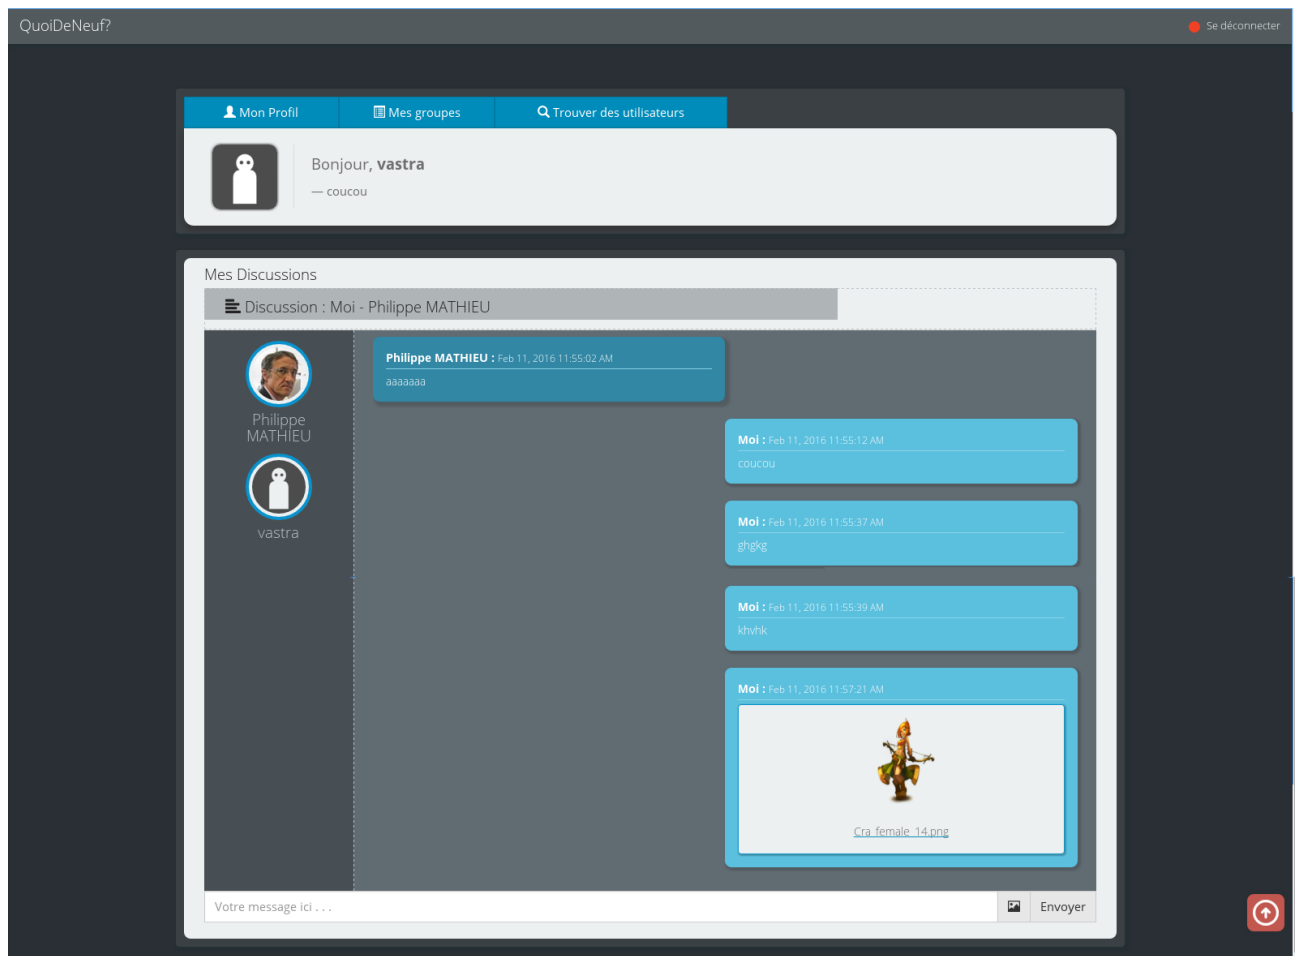 QuoiDeNeuf?
Se déconnecter
Mon Profil
Mes groupes
Trouver des utilisateurs
Bonjour, vastra
— coucou
Mes Discussions
Discussion : Moi - Philippe MATHIEU
Philippe
MATHIEU
vastra
Philippe MATHIEU : Feb 11, 2016 11:55:02 AM
aaaaaaa
Moi : Feb 11, 2016 11:55:12 AM
coucou
Moi : Feb 11, 2016 11:55:37 AM
ghgkg
Moi : Feb 11, 2016 11:55:39 AM
khvhk
Moi : Feb 11, 2016 11:57:21 AM
Cra_female_14.png
Votre message ici . . .
Envoyer